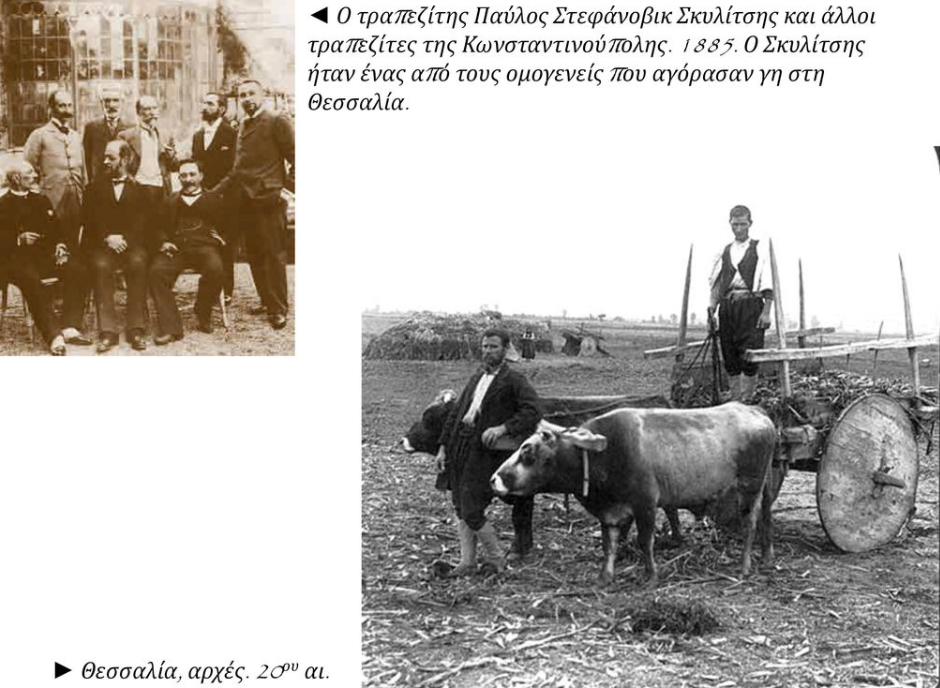 ◄ Ο τραπεζίτης Παύλος Στεφάνοβικ Σκυλίτσης και άλλοι
τραπεζίτες της Κωνσταντινούπολης. 1885. Ο Σκυλίτσης
ήταν ένας από τους ομογενείς που αγόρασαν γη στη
Θεσσαλία.
► Θεσσαλία, αρχές. 20ου αι.